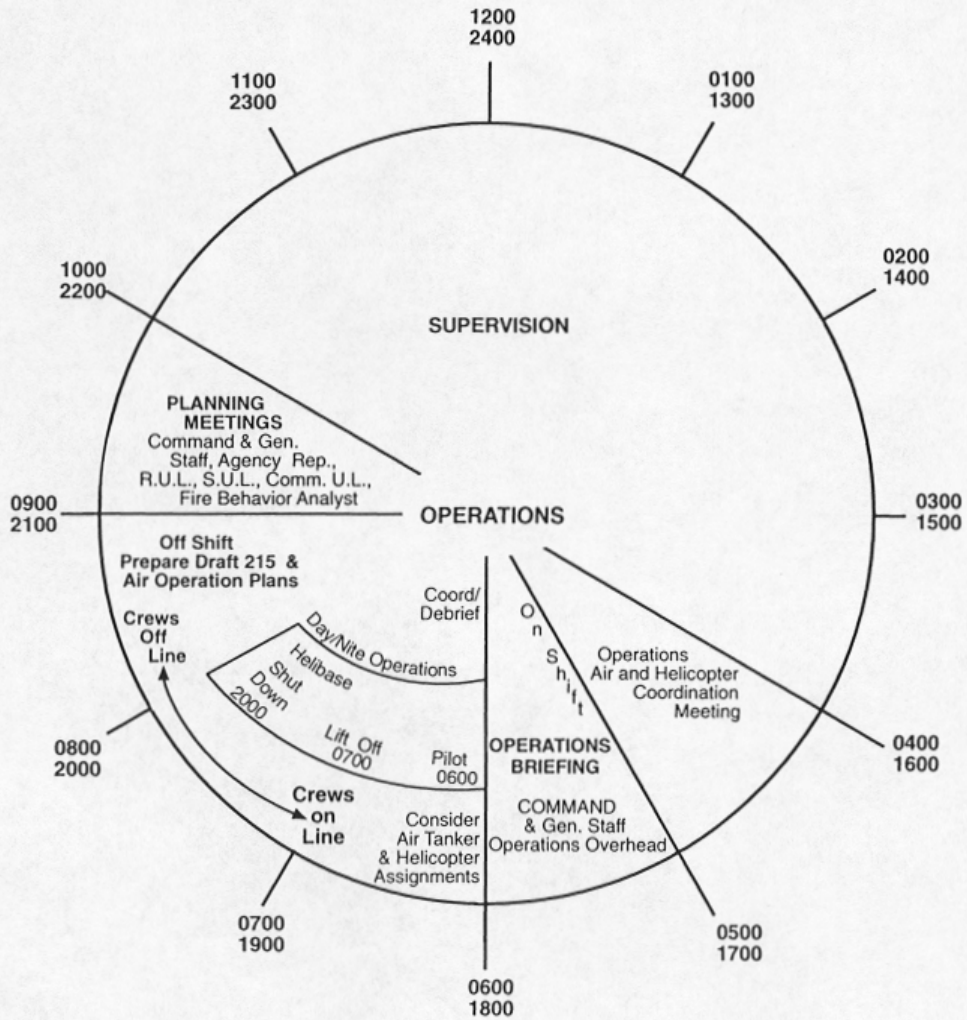 1200
2400
1100
2300
0100
1300
1000
2200
0200
1400
SUPERVISION
PLANNING
MEETINGS
Command & Gen.
Staff, Agency Rep.,
R.U.L., S.U.L., Comm. U.L.,
Fire Behavior Analyst
0900
2100
OPERATIONS
0300
1500
Off Shift
Prepare Draft 215 &
Air Operation Plans
Coord/
Debrief
On Shift
Crews
Off
Line
Day/Nite Operations
Helibase
Shut
Down
2000
Lift Off
0700
Pilot
0600
Operations
Air and Helicopter
Coordination
Meeting
OPERATIONS
BRIEFING
0400
1600
0800
2000
Crews
on
Line
Consider
Air Tanker
& Helicopter
Assignments
COMMAND
& Gen. Staff
Operations Overhead
0700
1900
0500
1700
0600
1800